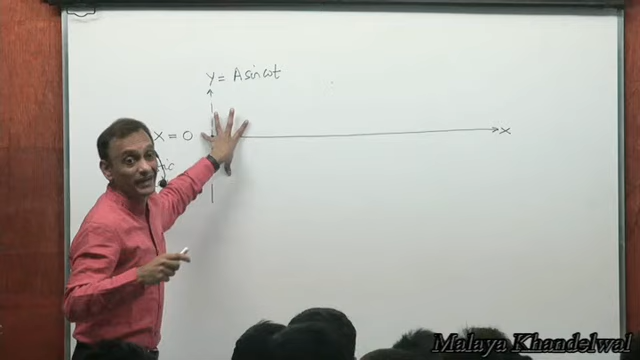 y = A sin ωt
x = 0
x
Malaya Khandelwal